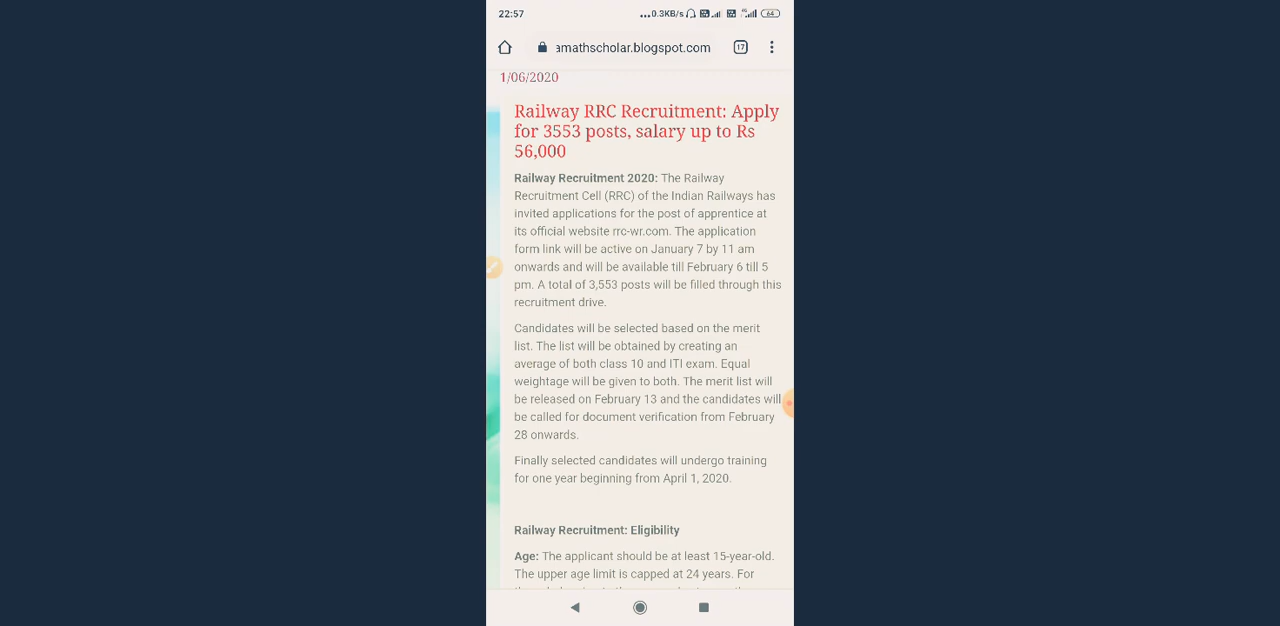 22:57
...0.3KB/s
64
amathscholar.blogspot.com
17
1/06/2020
Railway RRC Recruitment: Apply
for 3553 posts, salary up to Rs
56,000
Railway Recruitment 2020: The Railway
Recruitment Cell (RRC) of the Indian Railways has
invited applications for the post of apprentice at
its official website rrc-wr.com. The application
form link will be active on January 7 by 11 am
onwards and will be available till February 6 till 5
pm. A total of 3,553 posts will be filled through this
recruitment drive.
Candidates will be selected based on the merit
list. The list will be obtained by creating an
average of both class 10 and ITI exam. Equal
weightage will be given to both. The merit list will
be released on February 13 and the candidates will
be called for document verification from February
28 onwards.
Finally selected candidates will undergo training
for one year beginning from April 1, 2020.
Railway Recruitment: Eligibility
Age: The applicant should be at least 15-year-old.
The upper age limit is capped at 24 years. For